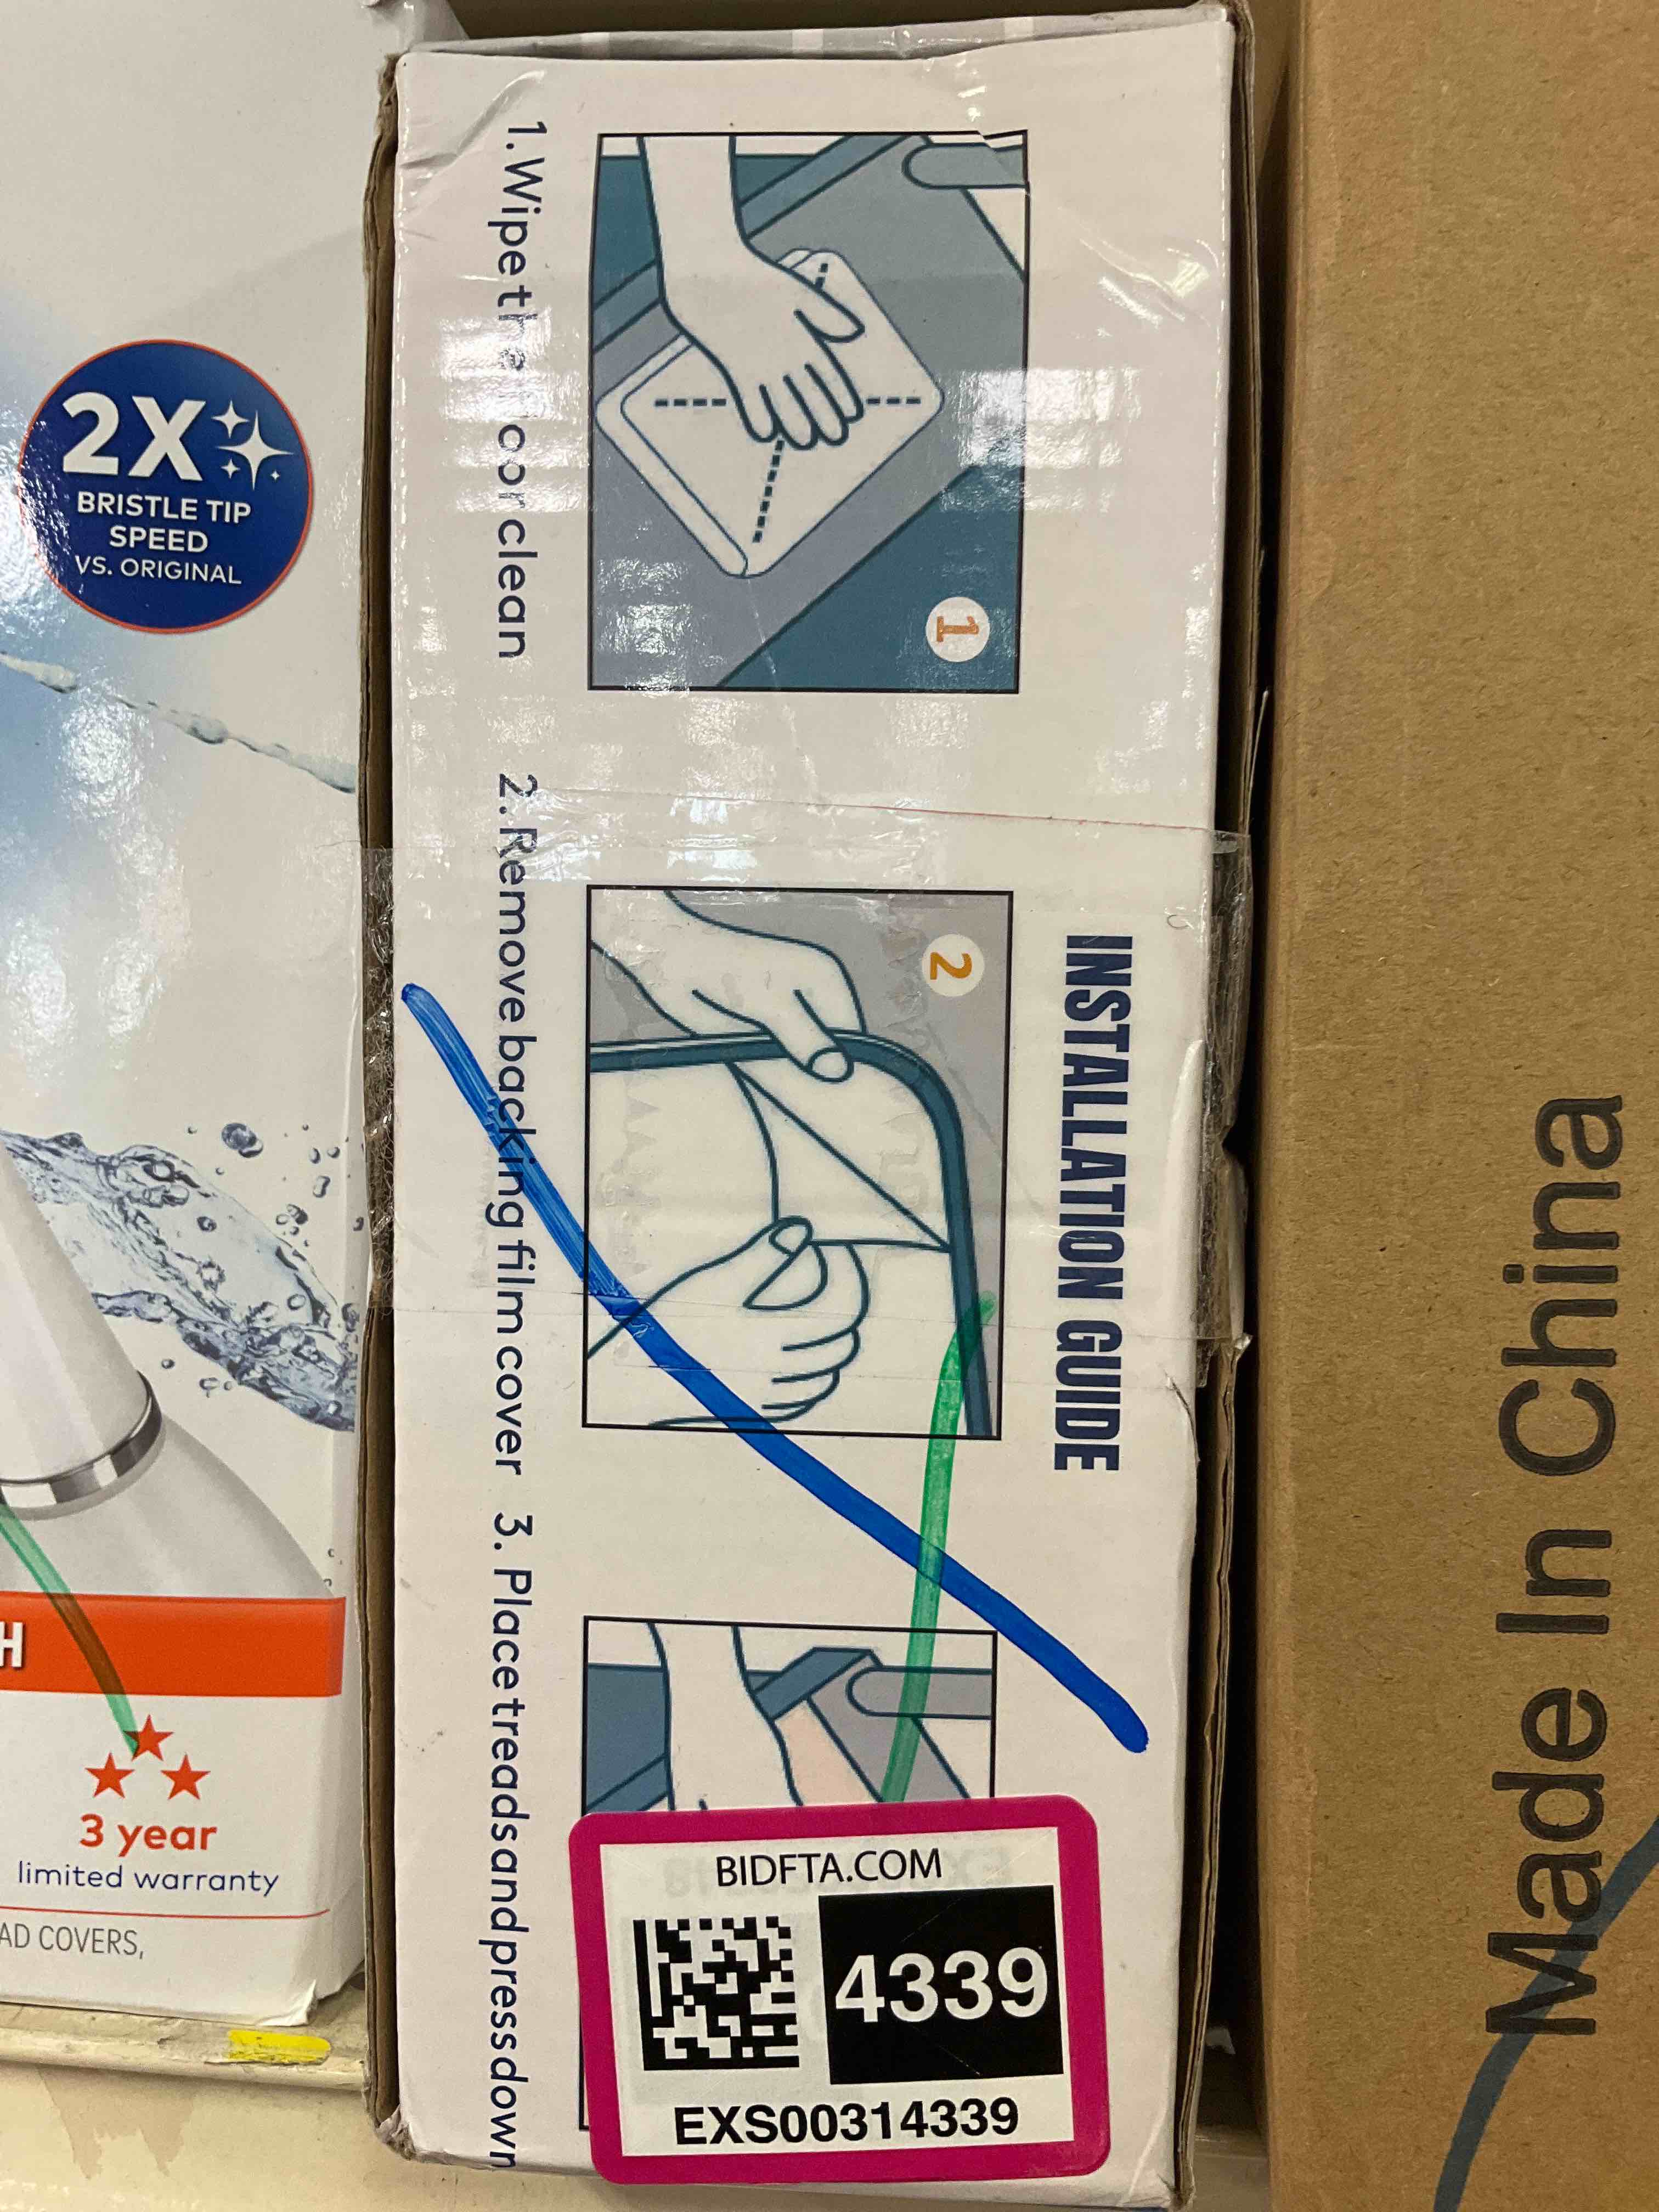 2X
BRISTLE TIP
SPEED
VS. ORIGINAL
H
3 year
limited warranty
AD COVERS,
INSTALLATION GUIDE
1
2
1. Wipe the floor clean
2. Remove backing film cover
3. Place treads and press down
BIDFTA.COM
4339
EXS00314339
Made In China